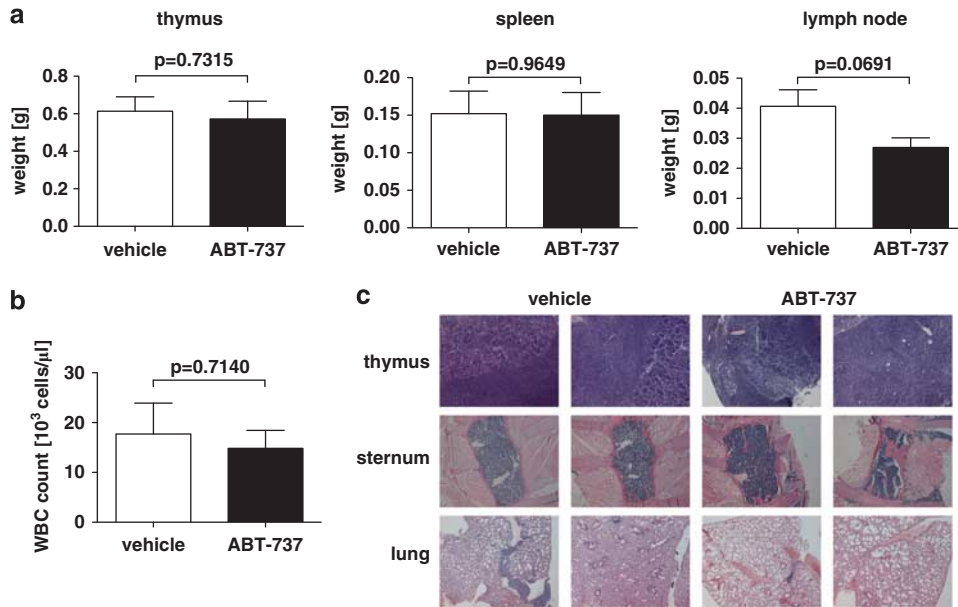 a
thymus
spleen
lymph node
p=0.7315
weight [g]
0.8
0.6
0.4
0.2
0.0
vehicle
ABT-737
p=0.9649
weight [g]
0.20
0.15
0.10
0.05
0.00
vehicle
ABT-737
p=0.0691
weight [g]
0.05
0.04
0.03
0.02
0.01
0.00
vehicle
ABT-737
b
p=0.7140
WBC count [10³ cells/µl]
30
20
10
0
vehicle
ABT-737
c
vehicle
ABT-737
thymus
sternum
lung